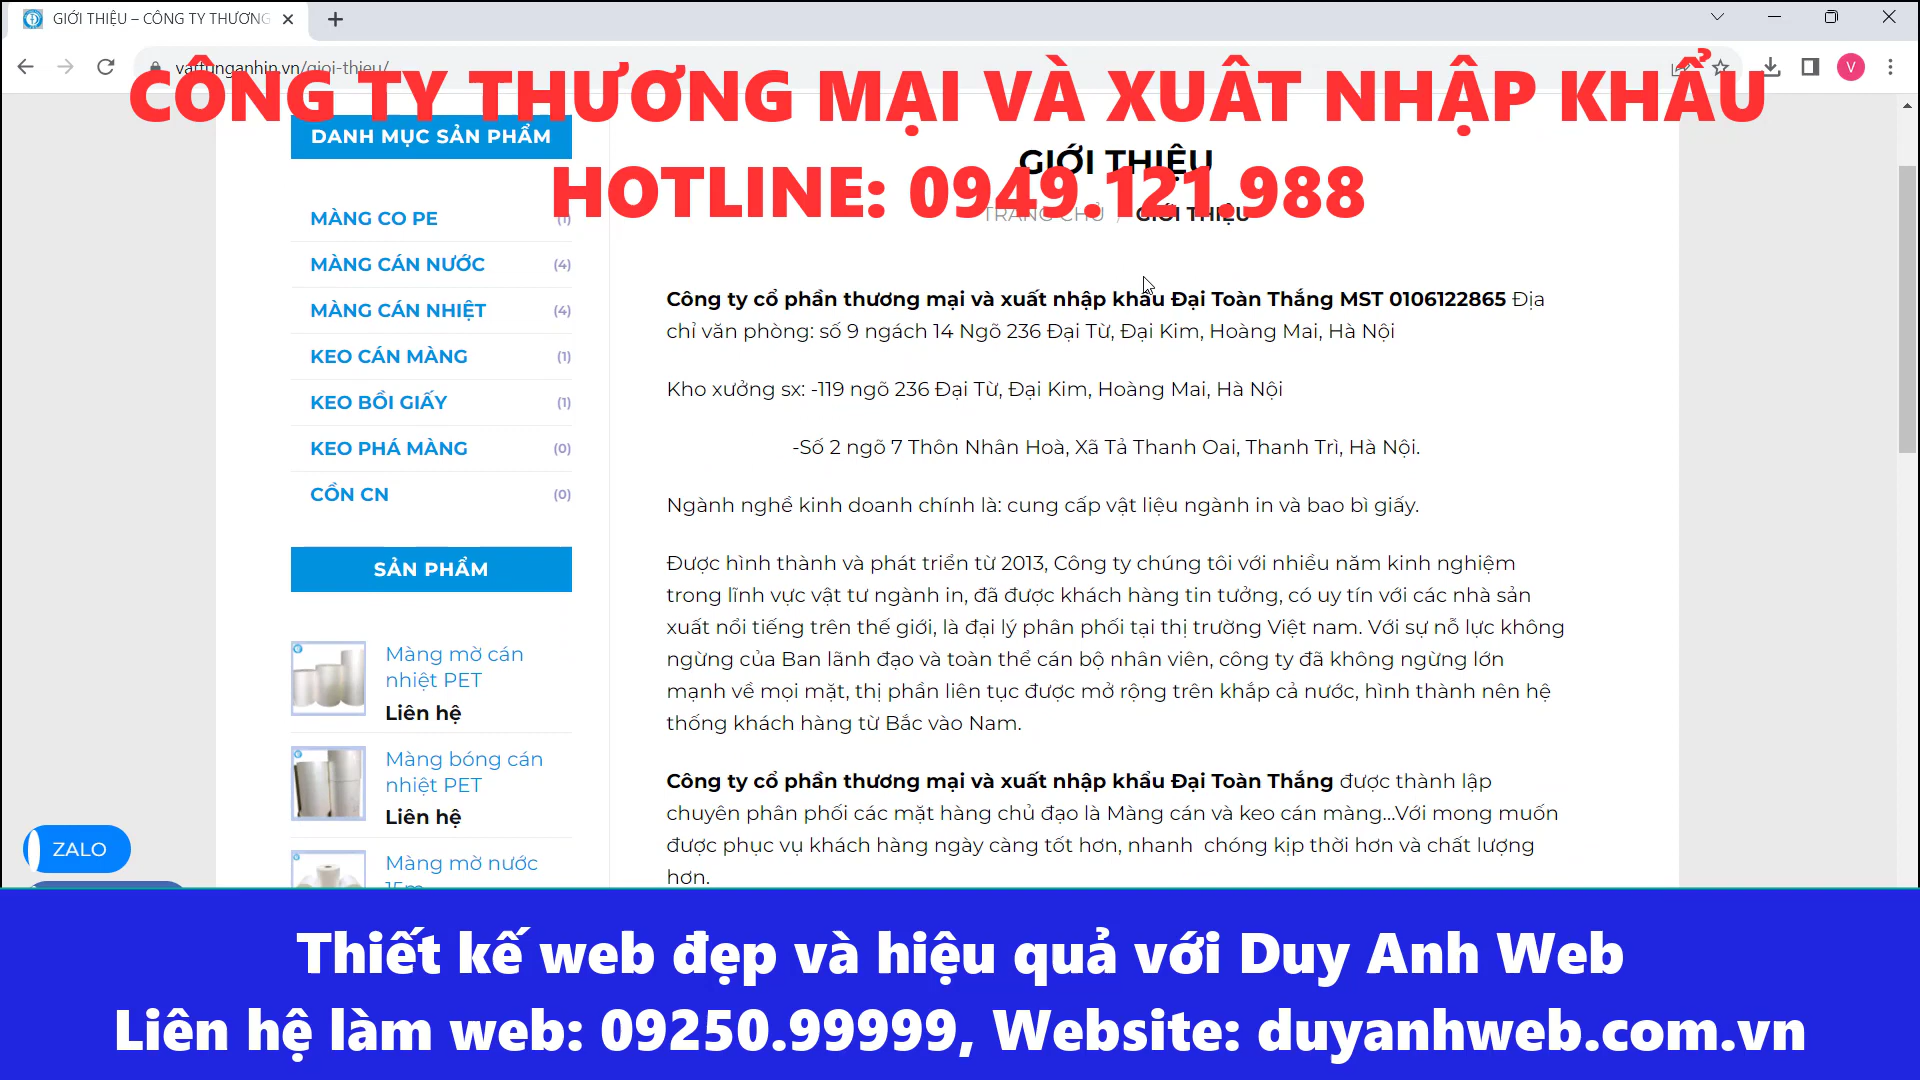 GIỚI THIỆU – CÔNG TY THƯƠNG
vattunganhin.vn/gioi-thieu/
V
CÔNG TY THƯƠNG MẠI VÀ XUẤT NHẬP KHẨU
HOTLINE: 0949.121.988
DANH MỤC SẢN PHẨM
MÀNG CO PE (1)
MÀNG CÁN NƯỚC (4)
MÀNG CÁN NHIỆT (4)
KEO CÁN MÀNG (1)
KEO BỒI GIẤY (1)
KEO PHÁ MÀNG (0)
CỒN CN (0)
SẢN PHẨM
Màng mờ cán
nhiệt PET
Liên hệ
Màng bóng cán
nhiệt PET
Liên hệ
Màng mờ nước
15m
ZALO
GIỚI THIỆU
TRANG CHỦ / GIỚI THIỆU
Công ty cổ phần thương mại và xuất nhập khẩu Đại Toàn Thắng MST 0106122865 Địa
chỉ văn phòng: số 9 ngách 14 Ngõ 236 Đại Từ, Đại Kim, Hoàng Mai, Hà Nội
Kho xưởng sx: -119 ngõ 236 Đại Từ, Đại Kim, Hoàng Mai, Hà Nội
-Số 2 ngõ 7 Thôn Nhân Hoà, Xã Tả Thanh Oai, Thanh Trì, Hà Nội.
Ngành nghề kinh doanh chính là: cung cấp vật liệu ngành in và bao bì giấy.
Được hình thành và phát triển từ 2013, Công ty chúng tôi với nhiều năm kinh nghiệm
trong lĩnh vực vật tư ngành in, đã được khách hàng tin tưởng, có uy tín với các nhà sản
xuất nổi tiếng trên thế giới, là đại lý phân phối tại thị trường Việt nam. Với sự nỗ lực không
ngừng của Ban lãnh đạo và toàn thể cán bộ nhân viên, công ty đã không ngừng lớn
mạnh về mọi mặt, thị phần liên tục được mở rộng trên khắp cả nước, hình thành nên hệ
thống khách hàng từ Bắc vào Nam.
Công ty cổ phần thương mại và xuất nhập khẩu Đại Toàn Thắng được thành lập
chuyên phân phối các mặt hàng chủ đạo là Màng cán và keo cán màng...Với mong muốn
được phục vụ khách hàng ngày càng tốt hơn, nhanh  chóng kịp thời hơn và chất lượng
hơn.
Thiết kế web đẹp và hiệu quả với Duy Anh Web
Liên hệ làm web: 09250.99999, Website: duyanhweb.com.vn